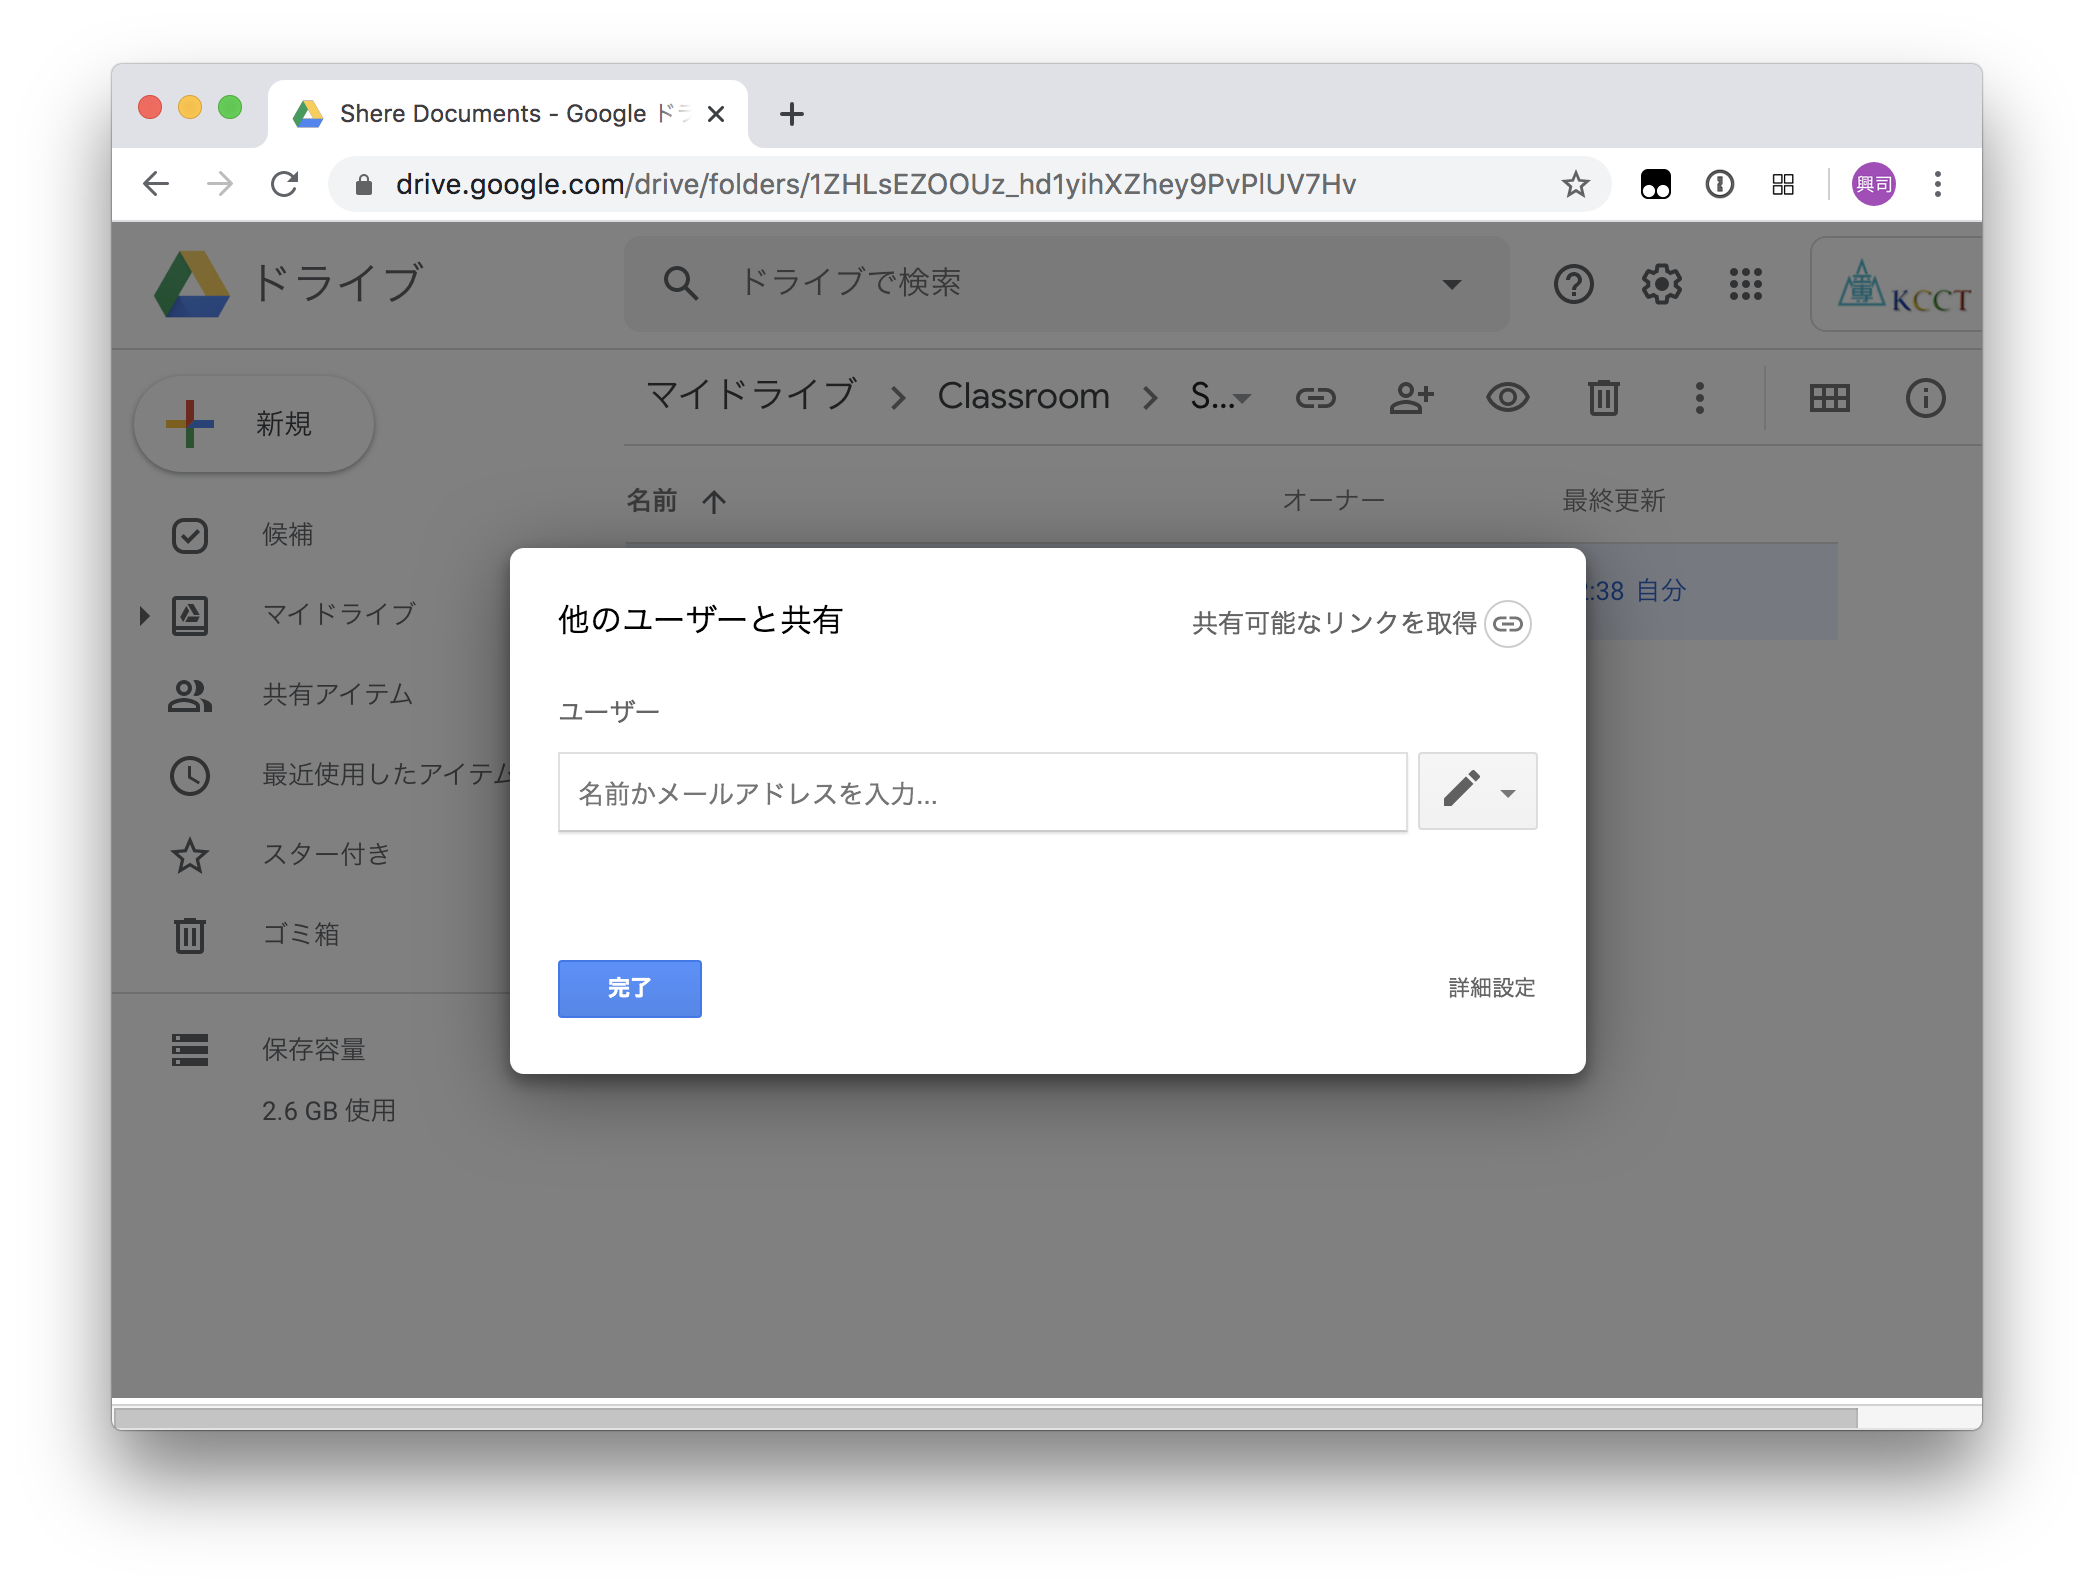 Shere Documents - Google ドラ
drive.google.com/drive/folders/1ZHLsEZOOUz_hd1yihXZhey9PvPlUV7Hv
興司
ドライブ
ドライブで検索
KCCT
新規
マイドライブ
Classroom
S...
名前
オーナー
最終更新
:38 自分
候補
マイドライブ
共有アイテム
最近使用したアイテム
スター付き
ゴミ箱
保存容量
2.6 GB 使用
他のユーザーと共有
共有可能なリンクを取得
ユーザー
名前かメールアドレスを入力...
完了
詳細設定